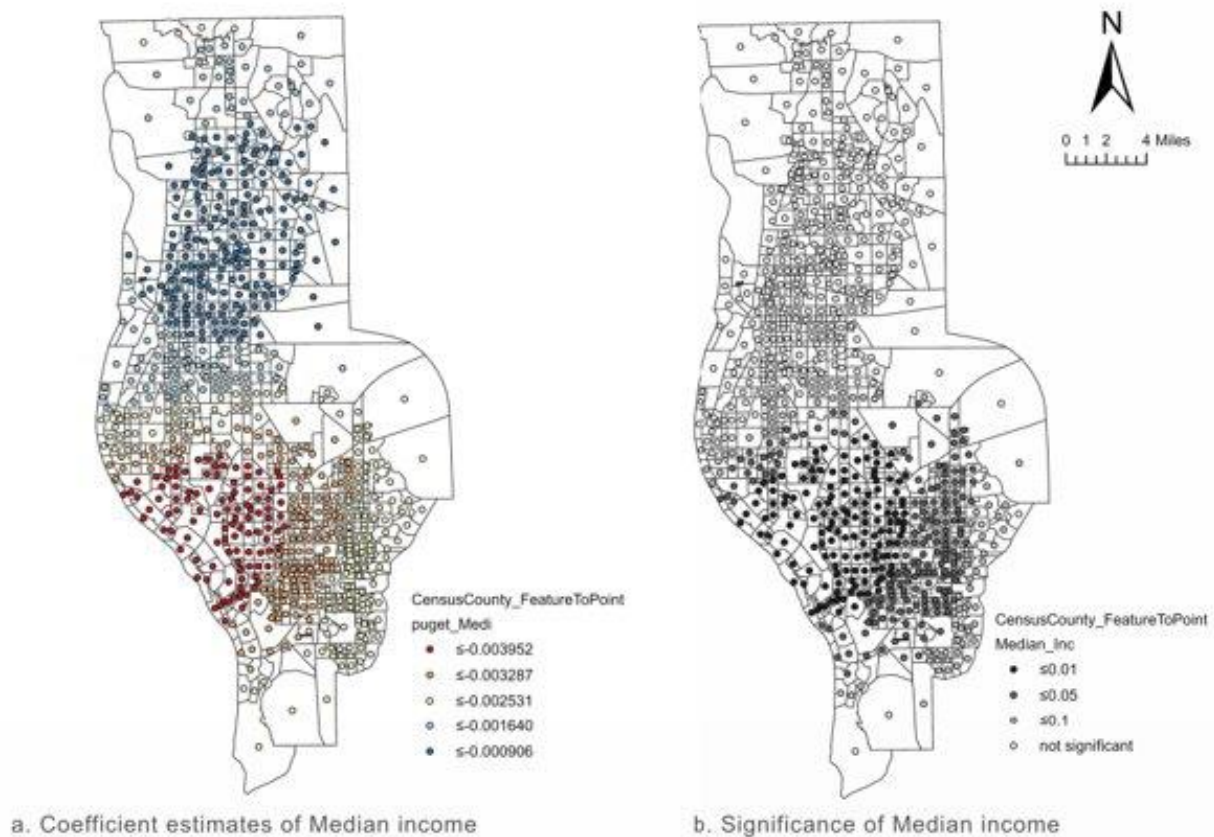 N
0 1 2 4 Miles
CensusCounty_FeatureToPoint
puget_Medi
≤-0.003952
≤-0.003287
≤-0.002531
≤-0.001640
≤-0.000906
CensusCounty_FeatureToPoint
Median_Inc
≤0.01
≤0.05
≤0.1
not significant
a. Coefficient estimates of Median income
b. Significance of Median income